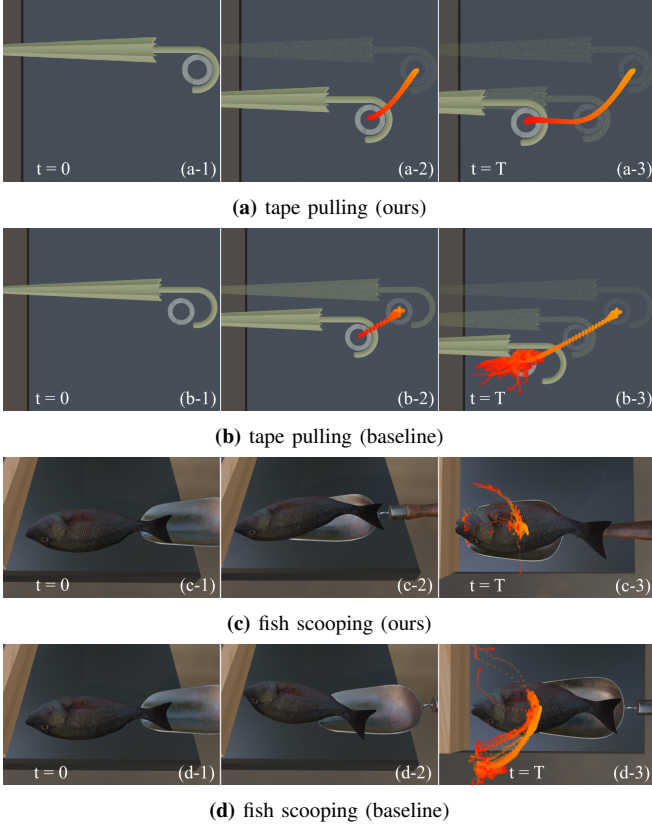 t = 0 (a-1) (a-2) t = T (a-3)
(a) tape pulling (ours)
t = 0 (b-1) (b-2) t = T (b-3)
(b) tape pulling (baseline)
t = 0 (c-1) (c-2) t = T (c-3)
(c) fish scooping (ours)
t = 0 (d-1) (d-2) t = T (d-3)
(d) fish scooping (baseline)